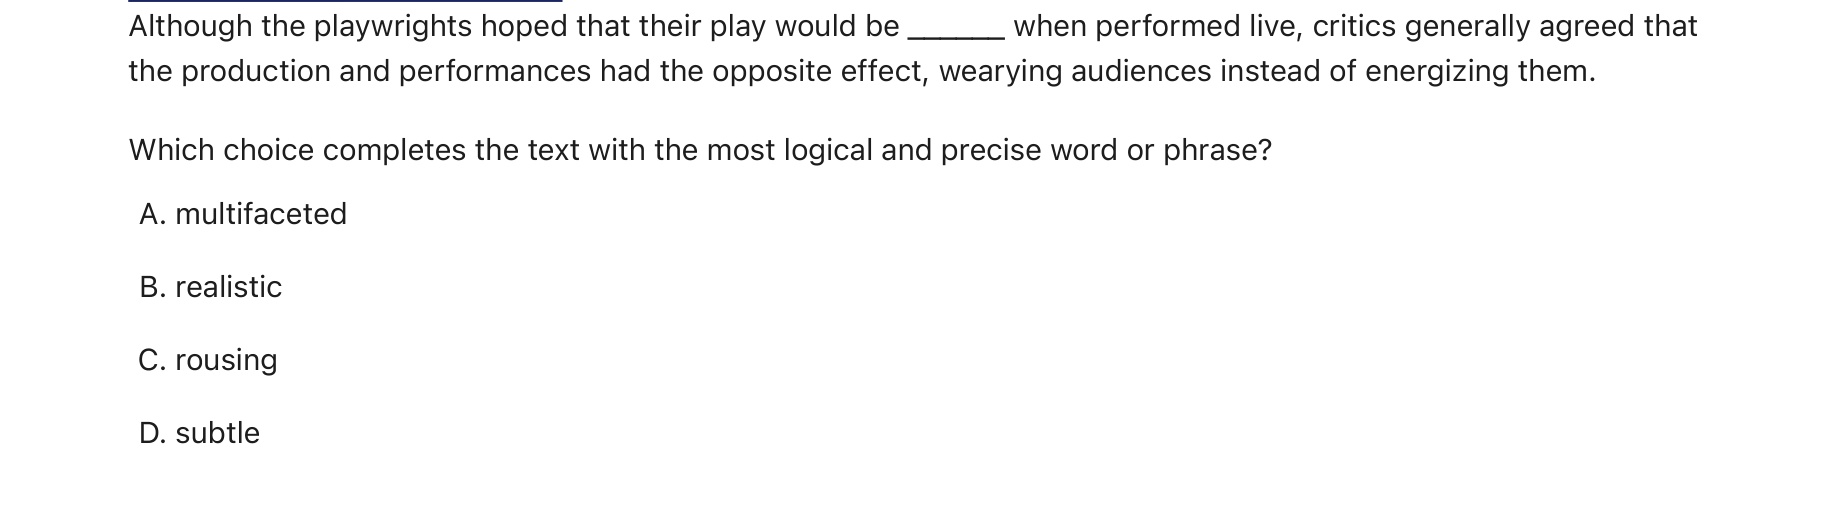 Although the playwrights hoped that their play would be ______ when performed live, critics generally agreed that
the production and performances had the opposite effect, wearying audiences instead of energizing them.
Which choice completes the text with the most logical and precise word or phrase?
A. multifaceted
B. realistic
C. rousing
D. subtle